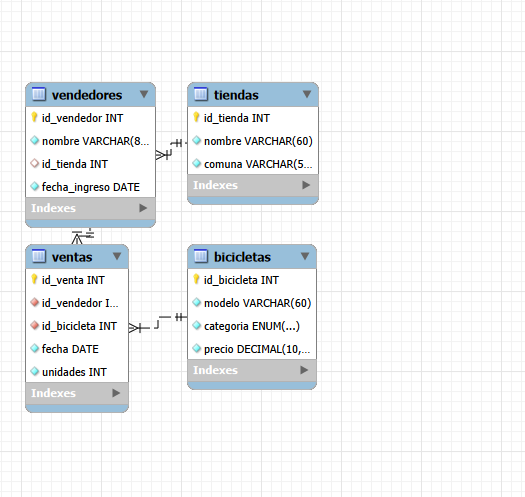 vendedores
id_vendedor INT
nombre VARCHAR(8...
id_tienda INT
fecha_ingreso DATE
Indexes
tiendas
id_tienda INT
nombre VARCHAR(60)
comuna VARCHAR(5...
Indexes
ventas
id_venta INT
id_vendedor I...
id_bicicleta INT
fecha DATE
unidades INT
Indexes
bicicletas
id_bicicleta INT
modelo VARCHAR(60)
categoria ENUM(...)
precio DECIMAL(10,...
Indexes